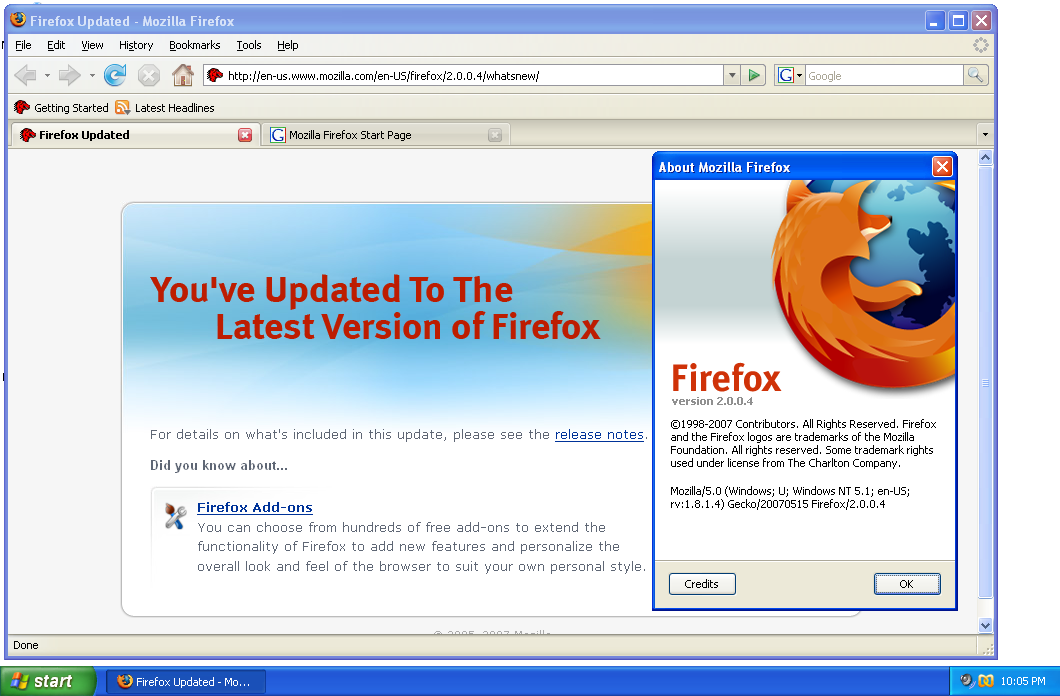 Firefox Updated - Mozilla Firefox
File Edit View History Bookmarks Tools Help
http://en-us.www.mozilla.com/en-US/firefox/2.0.0.4/whatsnew/
G Google
Getting Started Latest Headlines
Firefox Updated
G Mozilla Firefox Start Page
You've Updated To The
Latest Version of Firefox
For details on what's included in this update, please see the release notes.
Did you know about...
Firefox Add-ons
You can choose from hundreds of free add-ons to extend the
functionality of Firefox to add new features and personalize the
overall look and feel of the browser to suit your own personal style.
About Mozilla Firefox
Firefox
version 2.0.0.4
©1998-2007 Contributors. All Rights Reserved. Firefox
and the Firefox logos are trademarks of the Mozilla
Foundation. All rights reserved. Some trademark rights
used under license from The Charlton Company.
Mozilla/5.0 (Windows; U; Windows NT 5.1; en-US;
rv:1.8.1.4) Gecko/20070515 Firefox/2.0.0.4
Credits OK
© 2005-2007 Mozilla
Done
start Firefox Updated - Mo... 10:05 PM